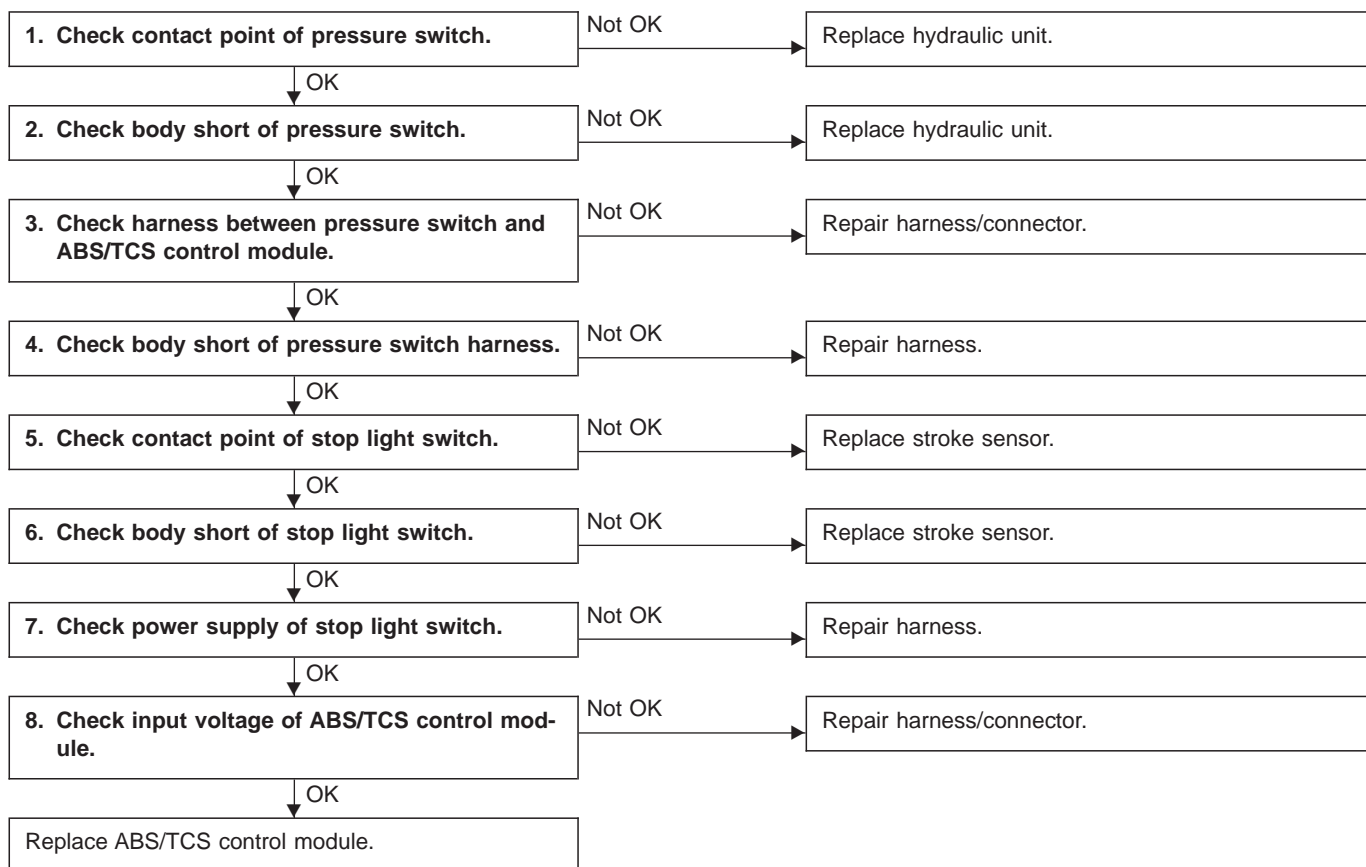 1. Check contact point of pressure switch.
Not OK
Replace hydraulic unit.
OK
2. Check body short of pressure switch.
Not OK
Replace hydraulic unit.
OK
3. Check harness between pressure switch and
ABS/TCS control module.
Not OK
Repair harness/connector.
OK
4. Check body short of pressure switch harness.
Not OK
Repair harness.
OK
5. Check contact point of stop light switch.
Not OK
Replace stroke sensor.
OK
6. Check body short of stop light switch.
Not OK
Replace stroke sensor.
OK
7. Check power supply of stop light switch.
Not OK
Repair harness.
OK
8. Check input voltage of ABS/TCS control mod-
ule.
Not OK
Repair harness/connector.
OK
Replace ABS/TCS control module.